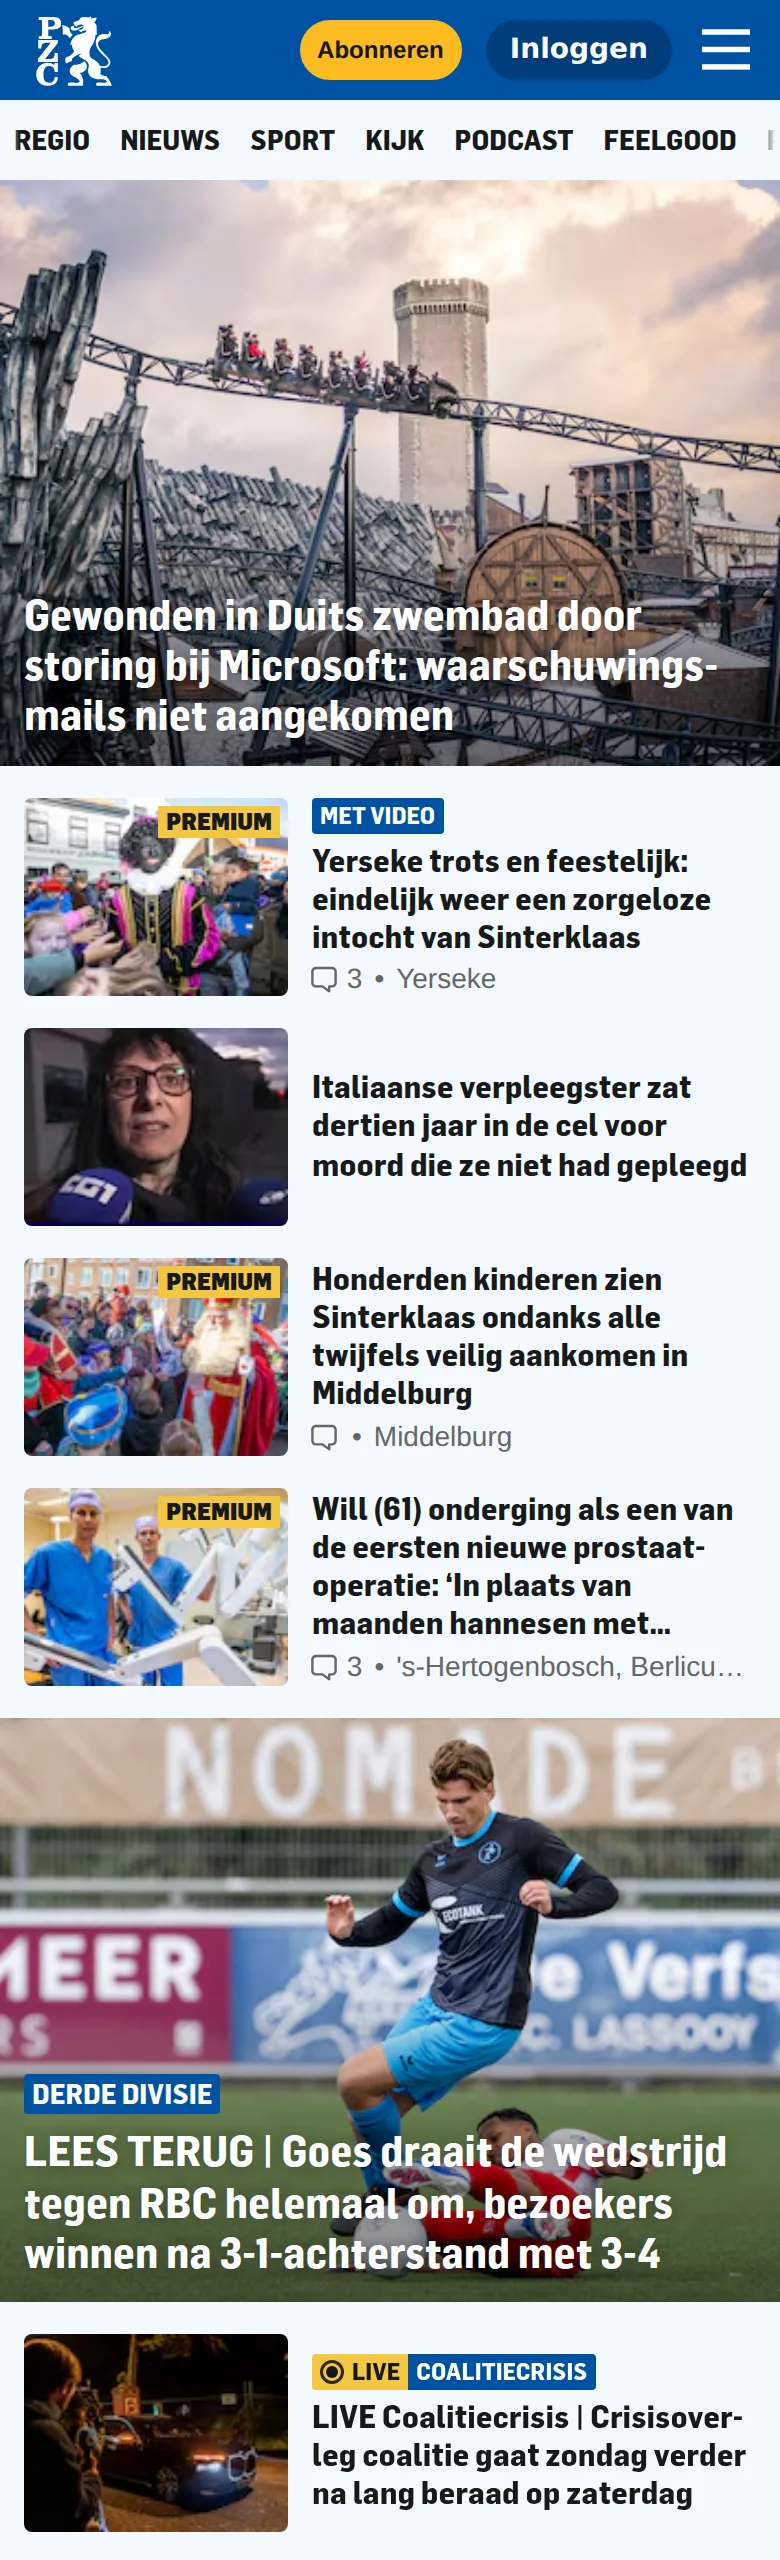 PZC
Abonneren
Inloggen
REGIO NIEUWS SPORT KIJK PODCAST FEELGOOD
Gewonden in Duits zwembad door
storing bij Microsoft: waarschuwings-
mails niet aangekomen
PREMIUM
MET VIDEO
Yerseke trots en feestelijk:
eindelijk weer een zorgeloze
intocht van Sinterklaas
3 • Yerseke
Italiaanse verpleegster zat
dertien jaar in de cel voor
moord die ze niet had gepleegd
PREMIUM
Honderden kinderen zien
Sinterklaas ondanks alle
twijfels veilig aankomen in
Middelburg
• Middelburg
PREMIUM
Will (61) onderging als een van
de eersten nieuwe prostaat-
operatie: ‘In plaats van
maanden hannesen met...
3 • 's-Hertogenbosch, Berlicu…
NOMADE
ECOTANK
MEER
RS
e Verfs
C. LASSOOY
DERDE DIVISIE
LEES TERUG | Goes draait de wedstrijd
tegen RBC helemaal om, bezoekers
winnen na 3-1-achterstand met 3-4
LIVE COALITIECRISIS
LIVE Coalitiecrisis | Crisisover-
leg coalitie gaat zondag verder
na lang beraad op zaterdag